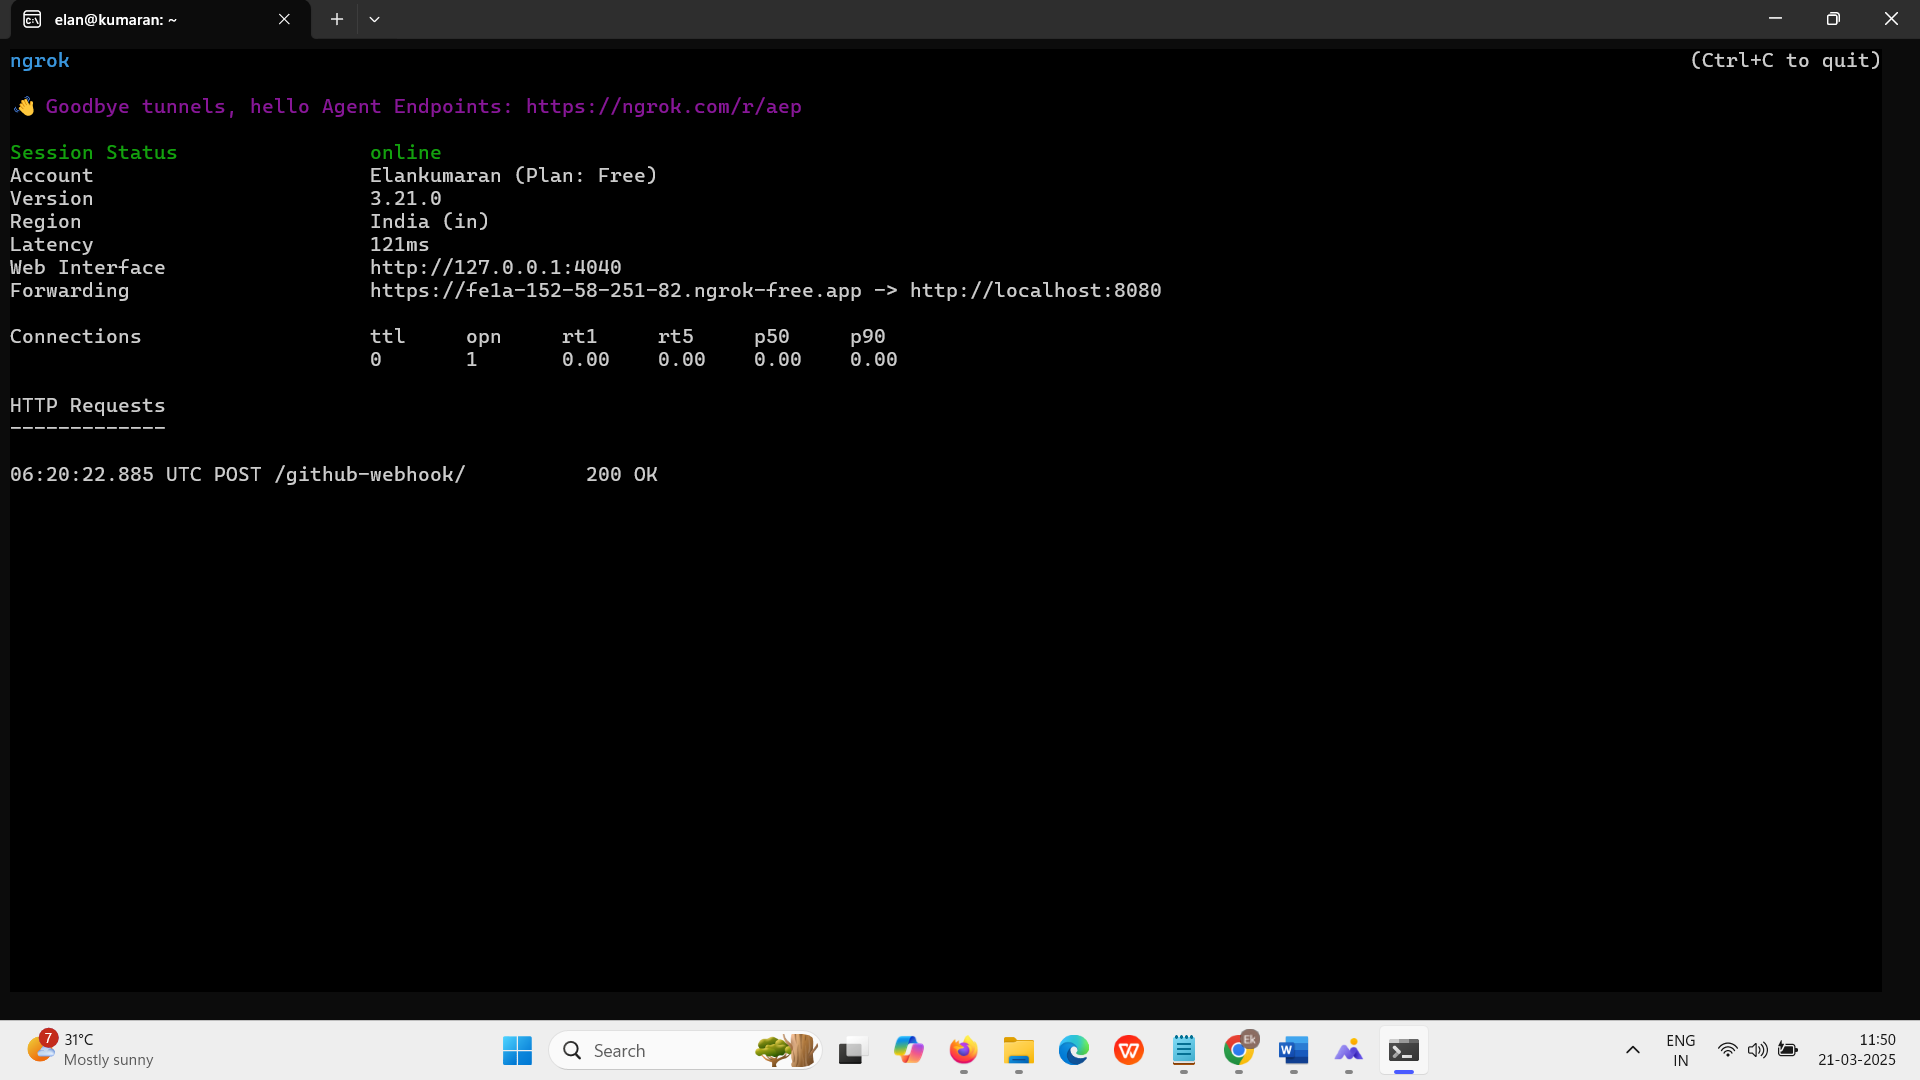 elan@kumaran: ~
ngrok (Ctrl+C to quit)
👋 Goodbye tunnels, hello Agent Endpoints: https://ngrok.com/r/aep
Session Status online
Account Elankumaran (Plan: Free)
Version 3.21.0
Region India (in)
Latency 121ms
Web Interface http://127.0.0.1:4040
Forwarding https://fe1a-152-58-251-82.ngrok-free.app -> http://localhost:8080
Connections ttl opn rt1 rt5 p50 p90
0 1 0.00 0.00 0.00 0.00
HTTP Requests
-------------
06:20:22.885 UTC POST /github-webhook/ 200 OK
7
31°C
Mostly sunny
Search
Ek
W
ENG
IN
11:50
21-03-2025